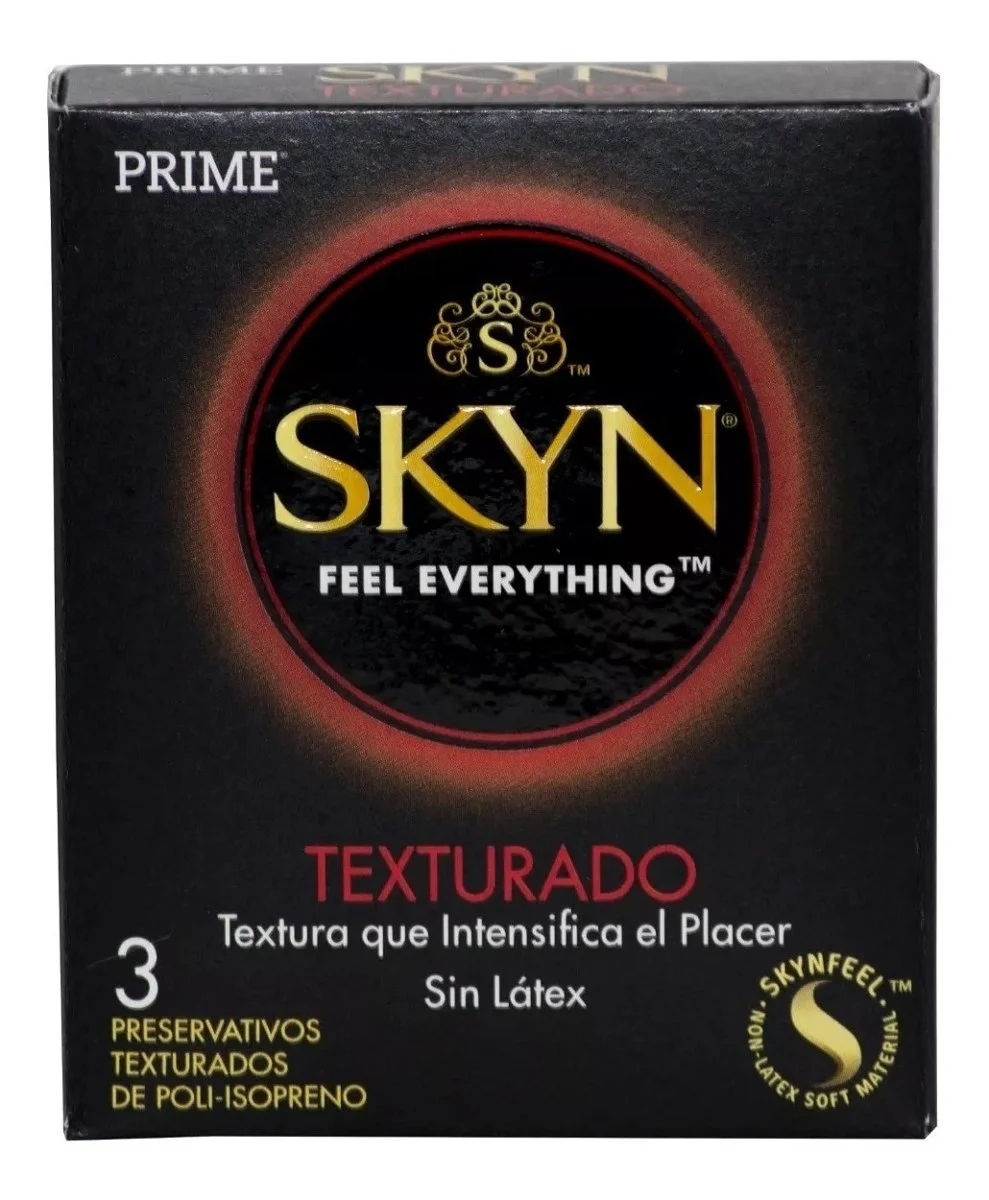 PRIME SKYN
TEXTURADO
PRIME
S™
SKYN®
FEEL EVERYTHING™
TEXTURADO
Textura que Intensifica el Placer
Sin Látex
3
PRESERVATIVOS
TEXTURADOS
DE POLI-ISOPRENO
SKYNFEEL™
S
NON-LATEX SOFT MATERIAL